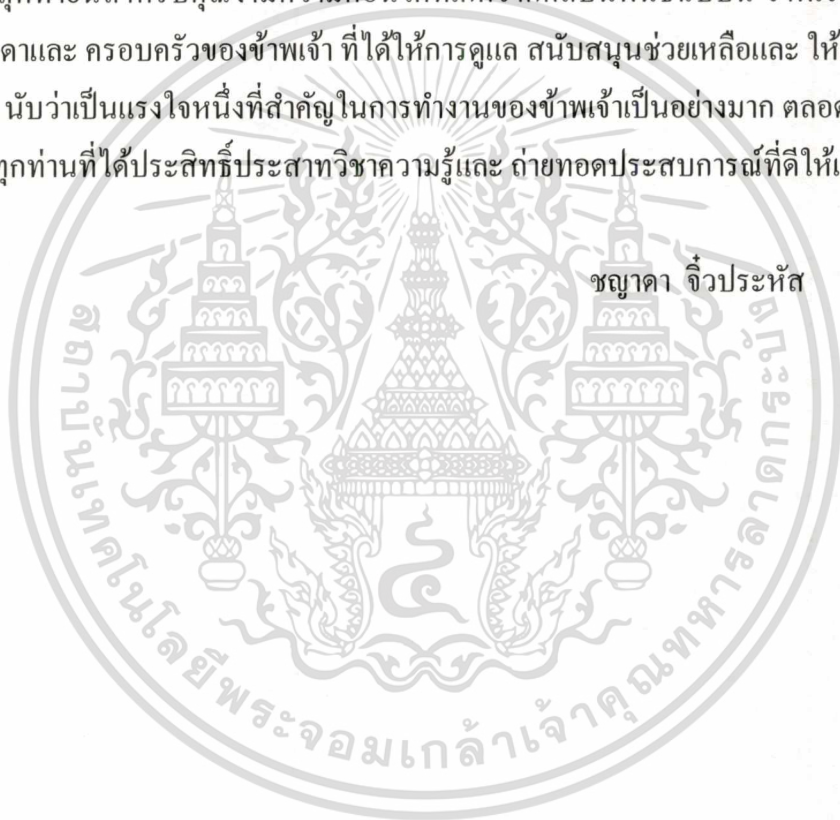 ดาและ ครอบครัวของข้าพเจ้า ที่ได้ให้การดูแล สนับสนุนช่วยเหลือและ ให้
นับว่าเป็นแรงใจหนึ่งที่สำคัญในการทำงานของข้าพเจ้าเป็นอย่างมาก ตลอด
ทุกท่านที่ได้ประสิทธิ์ประสาทวิชาความรู้และ ถ่ายทอดประสบการณ์ที่ดีให้
ชญาดา จิ๋วประหัส
สถาบันเทคโนโลยีพระจอมเกล้าเจ้าคุณทหารลาดกระบัง